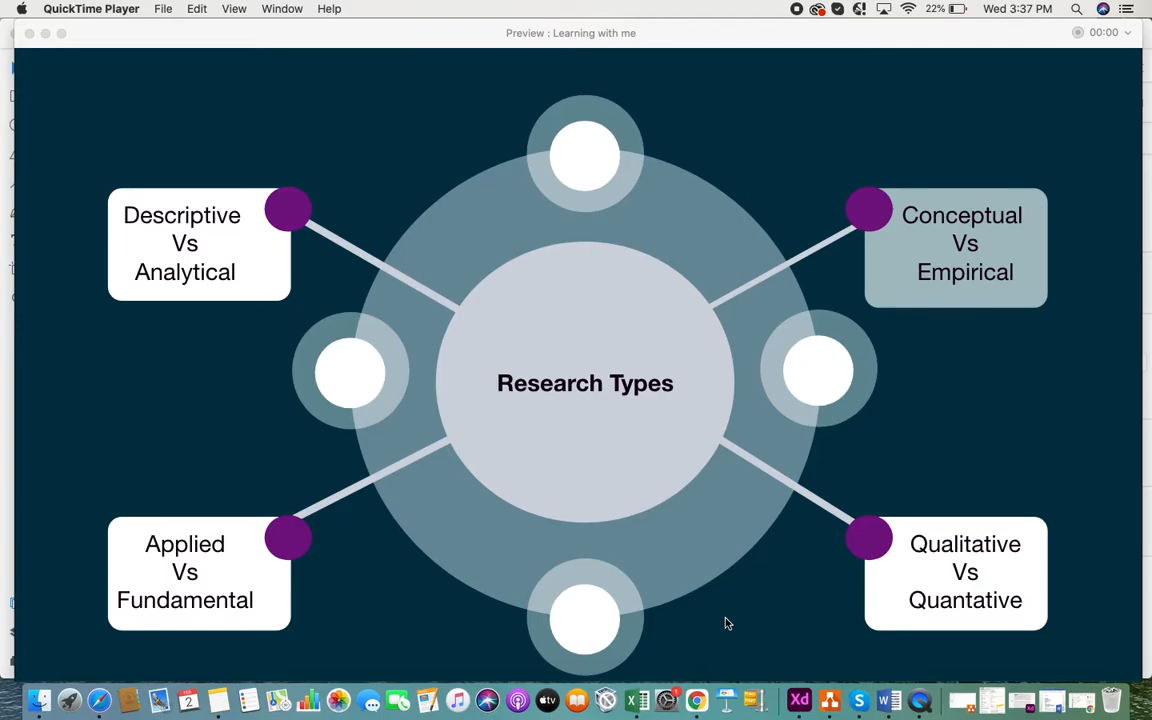 QuickTime Player File Edit View Window Help 22% Wed 3:37 PM
Preview : Learning with me 00:00
Descriptive
Vs
Analytical
Conceptual
Vs
Empirical
Research Types
Applied
Vs
Fundamental
Qualitative
Vs
Quantative